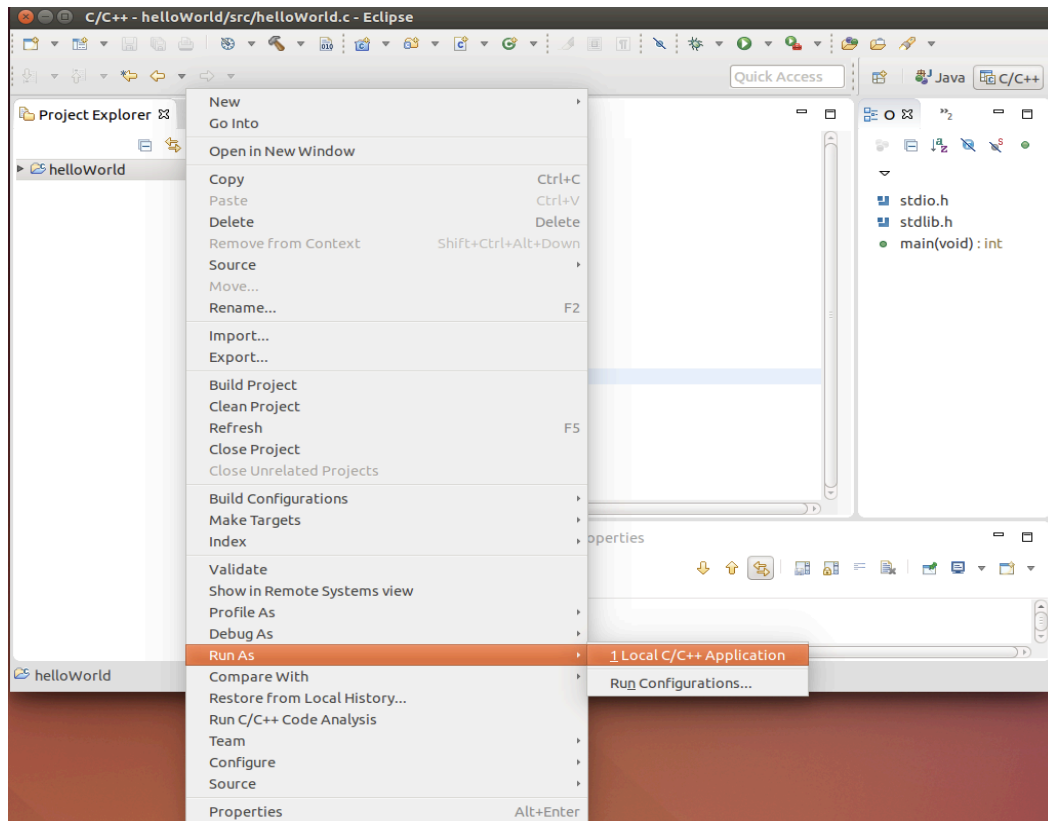 C/C++ - helloWorld/src/helloWorld.c - Eclipse
Quick Access
Java
C/C++
Project Explorer
helloWorld
New
Go Into
Open in New Window
Copy Ctrl+C
Paste Ctrl+V
Delete Delete
Remove from Context Shift+Ctrl+Alt+Down
Source
Move...
Rename... F2
Import...
Export...
Build Project
Clean Project
Refresh F5
Close Project
Close Unrelated Projects
Build Configurations
Make Targets
Index
Validate
Show in Remote Systems view
Profile As
Debug As
Run As
Compare With
Restore from Local History...
Run C/C++ Code Analysis
Team
Configure
Source
Properties Alt+Enter
1 Local C/C++ Application
Run Configurations...
O
»2
stdio.h
stdlib.h
main(void) : int
operties
helloWorld